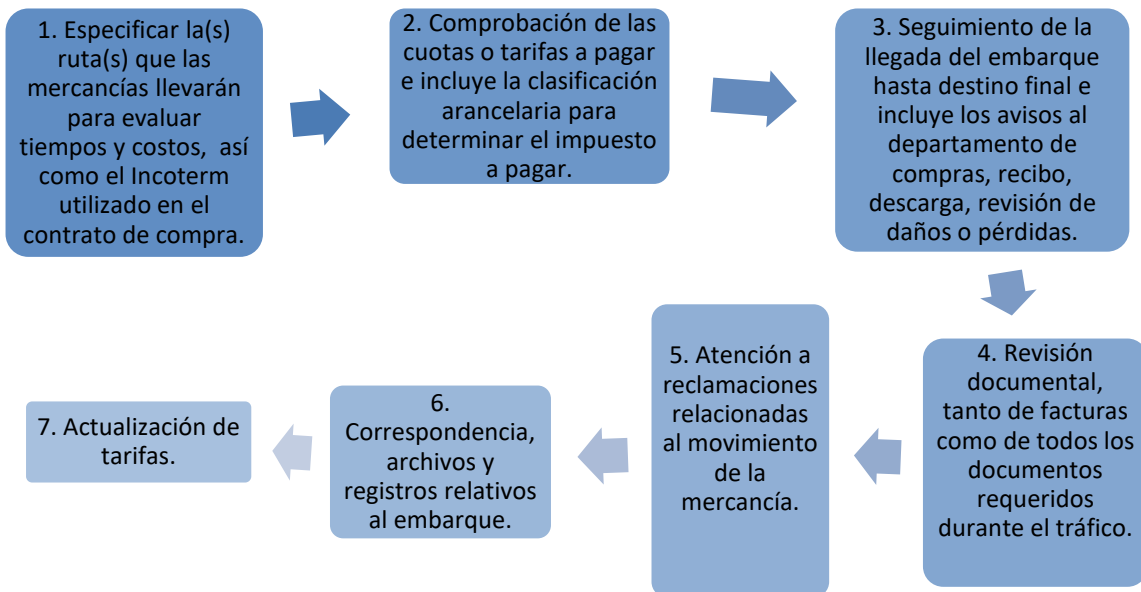 1. Especificar la(s)
ruta(s) que las
mercancías llevarán
para evaluar
tiempos y costos, así
como el Incoterm
utilizado en el
contrato de compra.
2. Comprobación de las
cuotas o tarifas a pagar
e incluye la clasificación
arancelaria para
determinar el impuesto
a pagar.
3. Seguimiento de la
llegada del embarque
hasta destino final e
incluye los avisos al
departamento de
compras, recibo,
descarga, revisión de
daños o pérdidas.
4. Revisión
documental,
tanto de facturas
como de todos los
documentos
requeridos
durante el tráfico.
5. Atención a
reclamaciones
relacionadas
al movimiento
de la
mercancía.
6.
Correspondencia,
archivos y
registros relativos
al embarque.
7. Actualización de
tarifas.